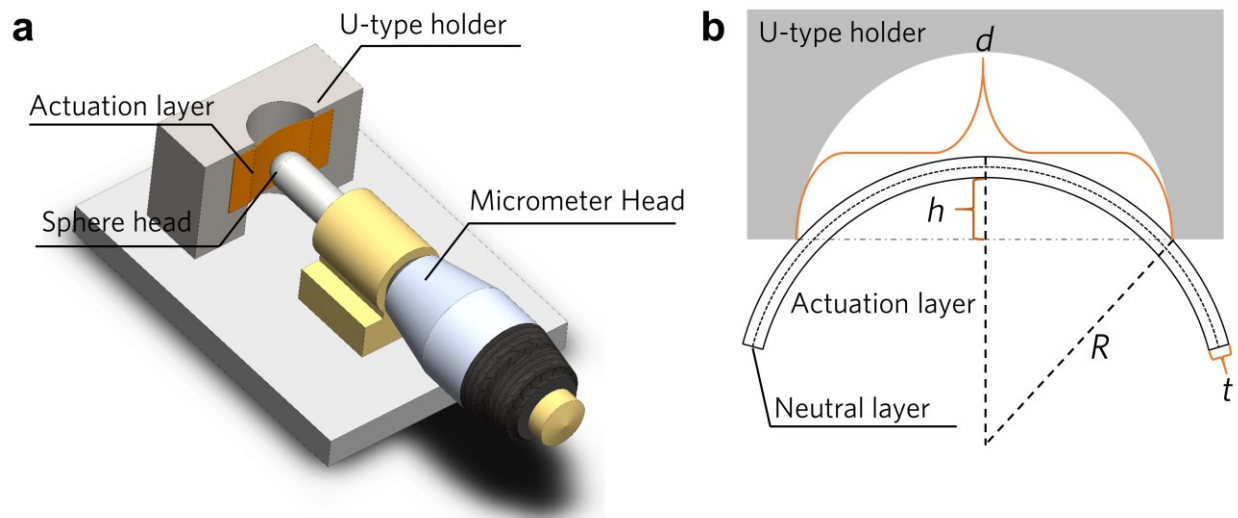 a
U-type holder
Actuation layer
Sphere head
Micrometer Head
b
U-type holder
d
h
Actuation layer
R
t
Neutral layer